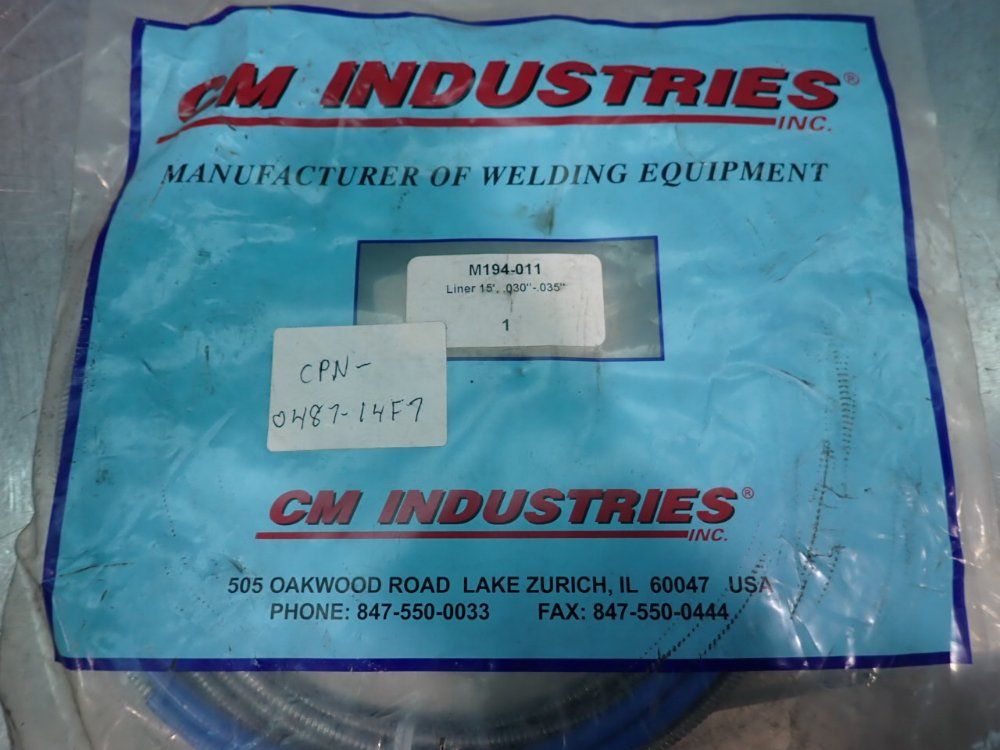 CM INDUSTRIES®
INC.
MANUFACTURER OF WELDING EQUIPMENT
M194-011
Liner 15', .030"-.035"
1
CPN-
0487-14F7
CM INDUSTRIES®
INC.
505 OAKWOOD ROAD LAKE ZURICH, IL 60047 USA
PHONE: 847-550-0033 FAX: 847-550-0444